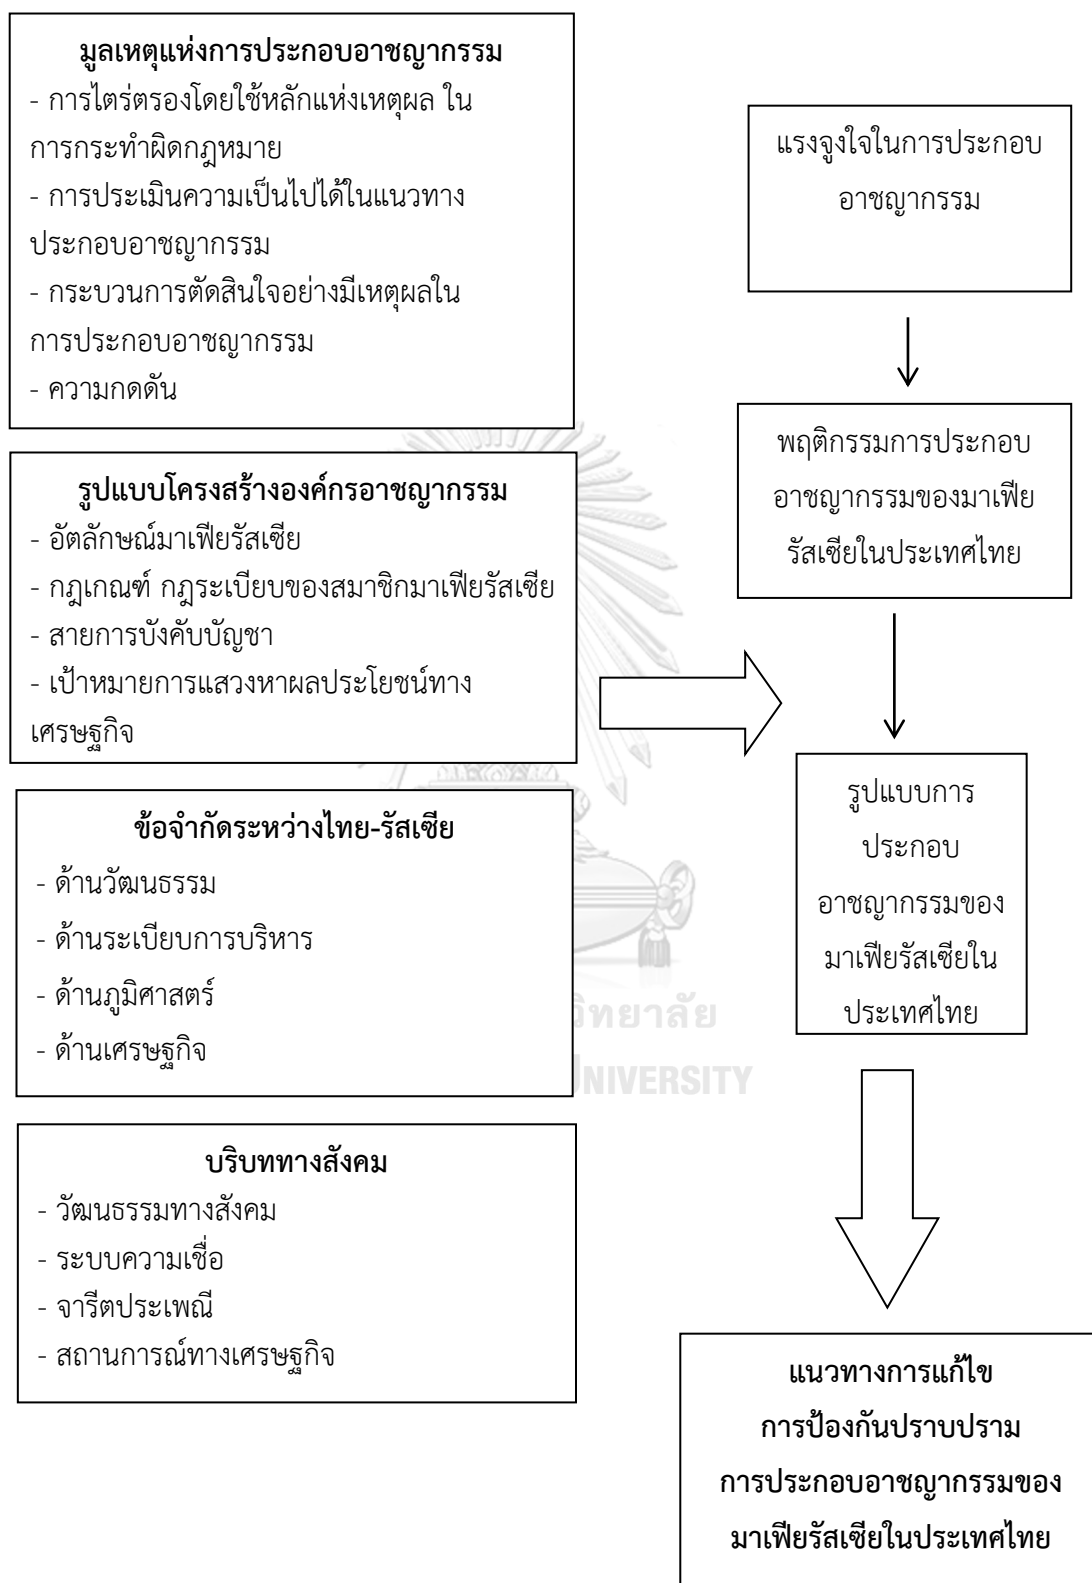 มูลเหตุแห่งการประกอบอาชญากรรม
- การไตร่ตรองโดยใช้หลักแห่งเหตุผล ใน
การกระทำผิดกฎหมาย
- การประเมินความเป็นไปได้ในแนวทาง
ประกอบอาชญากรรม
- กระบวนการตัดสินใจอย่างมีเหตุผลใน
การประกอบอาชญากรรม
- ความกดดัน
รูปแบบโครงสร้างองค์กรอาชญากรรม
- อัตลักษณ์มาเฟียรัสเซีย
- กฎเกณฑ์ กฎระเบียบของสมาชิกมาเฟียรัสเซีย
- สายการบังคับบัญชา
- เป้าหมายการแสวงหาผลประโยชน์ทาง
เศรษฐกิจ
ข้อจำกัดระหว่างไทย-รัสเซีย
- ด้านวัฒนธรรม
- ด้านระเบียบการบริหาร
- ด้านภูมิศาสตร์
- ด้านเศรษฐกิจ
บริบททางสังคม
- วัฒนธรรมทางสังคม
- ระบบความเชื่อ
- จารีตประเพณี
- สถานการณ์ทางเศรษฐกิจ
แรงจูงใจในการประกอบ
อาชญากรรม
พฤติกรรมการประกอบ
อาชญากรรมของมาเฟีย
รัสเซียในประเทศไทย
รูปแบบการ
ประกอบ
อาชญากรรมของ
มาเฟียรัสเซียใน
ประเทศไทย
แนวทางการแก้ไข
การป้องกันปราบปราม
การประกอบอาชญากรรมของ
มาเฟียรัสเซียในประเทศไทย
วิทยาลัย
UNIVERSITY